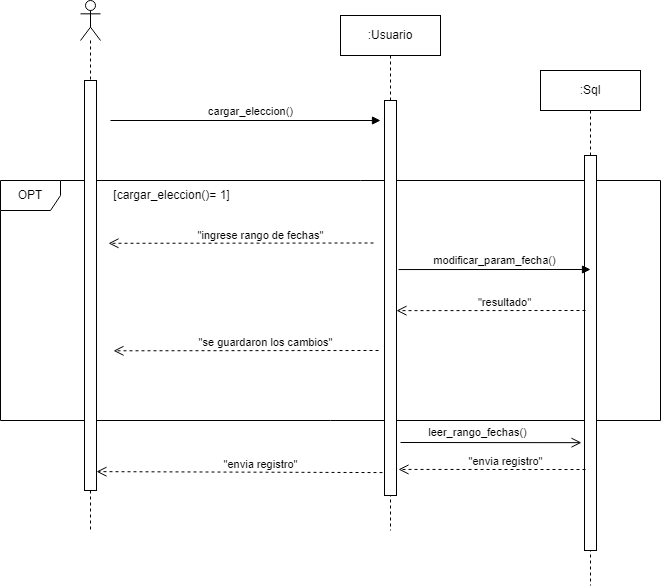 :Usuario
:Sql
cargar_eleccion()
OPT
[cargar_eleccion()= 1]
"ingrese rango de fechas"
modificar_param_fecha()
"resultado"
"se guardaron los cambios"
leer_rango_fechas()
"envia registro"
"envia registro"